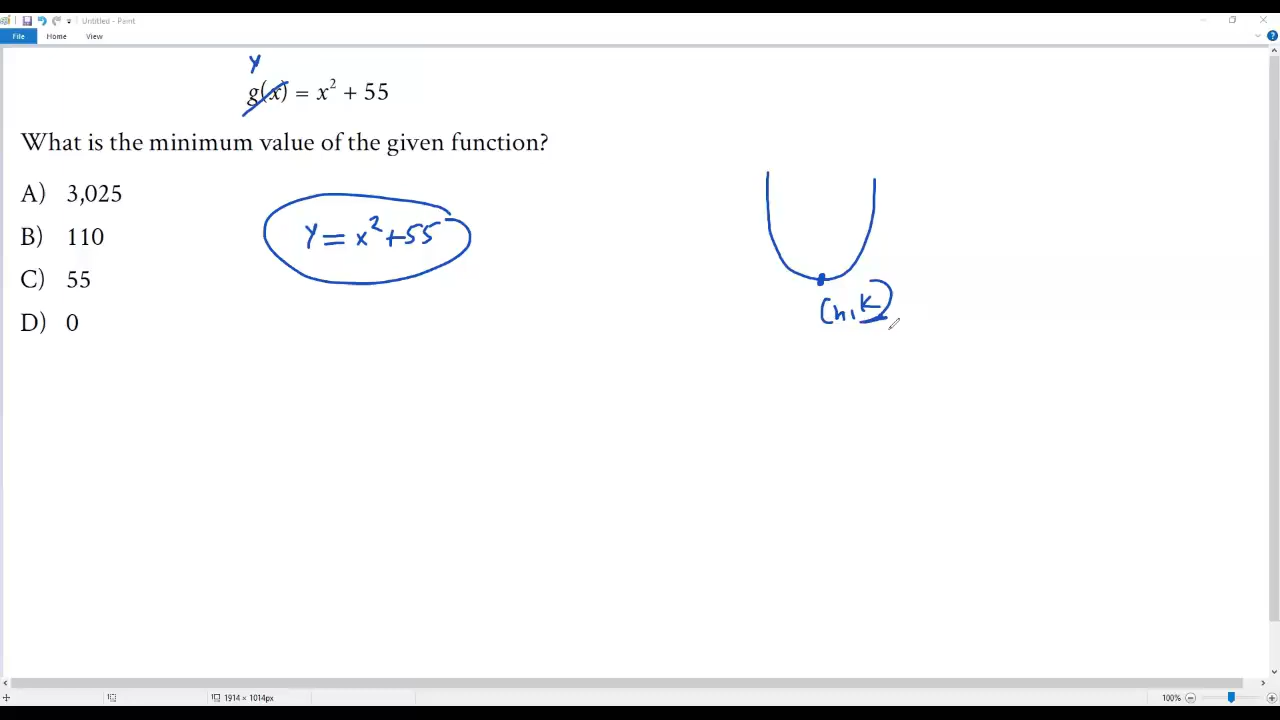 Untitled - Paint
File Home View
y
g(x) = x² + 55
What is the minimum value of the given function?
A) 3,025
B) 110
C) 55
D) 0
y = x² + 55
(h, k)
1914 × 1014px
100%